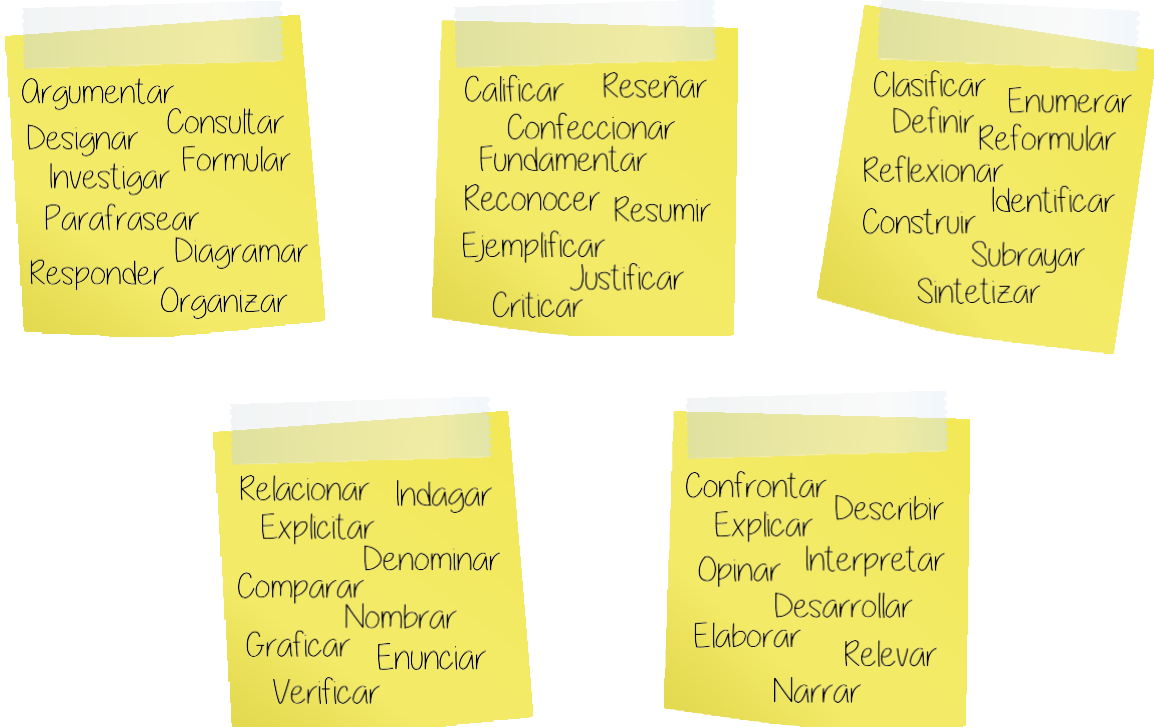 Argumentar
Consultar
Designar
Formular
Investigar
Parafrasear
Diagramar
Responder
Organizar
Calificar Reseñar
Confeccionar
Fundamentar
Reconocer Resumir
Ejemplificar
Justificar
Criticar
Clasificar
Enumerar
Definir
Reformular
Reflexionar
Identificar
Construir
Subrayar
Sintetizar
Relacionar Indagar
Explicitar
Denominar
Comparar
Nombrar
Graficar
Enunciar
Verificar
Confrontar
Describir
Explicar
Interpretar
Opinar
Desarrollar
Elaborar
Relevar
Narrar